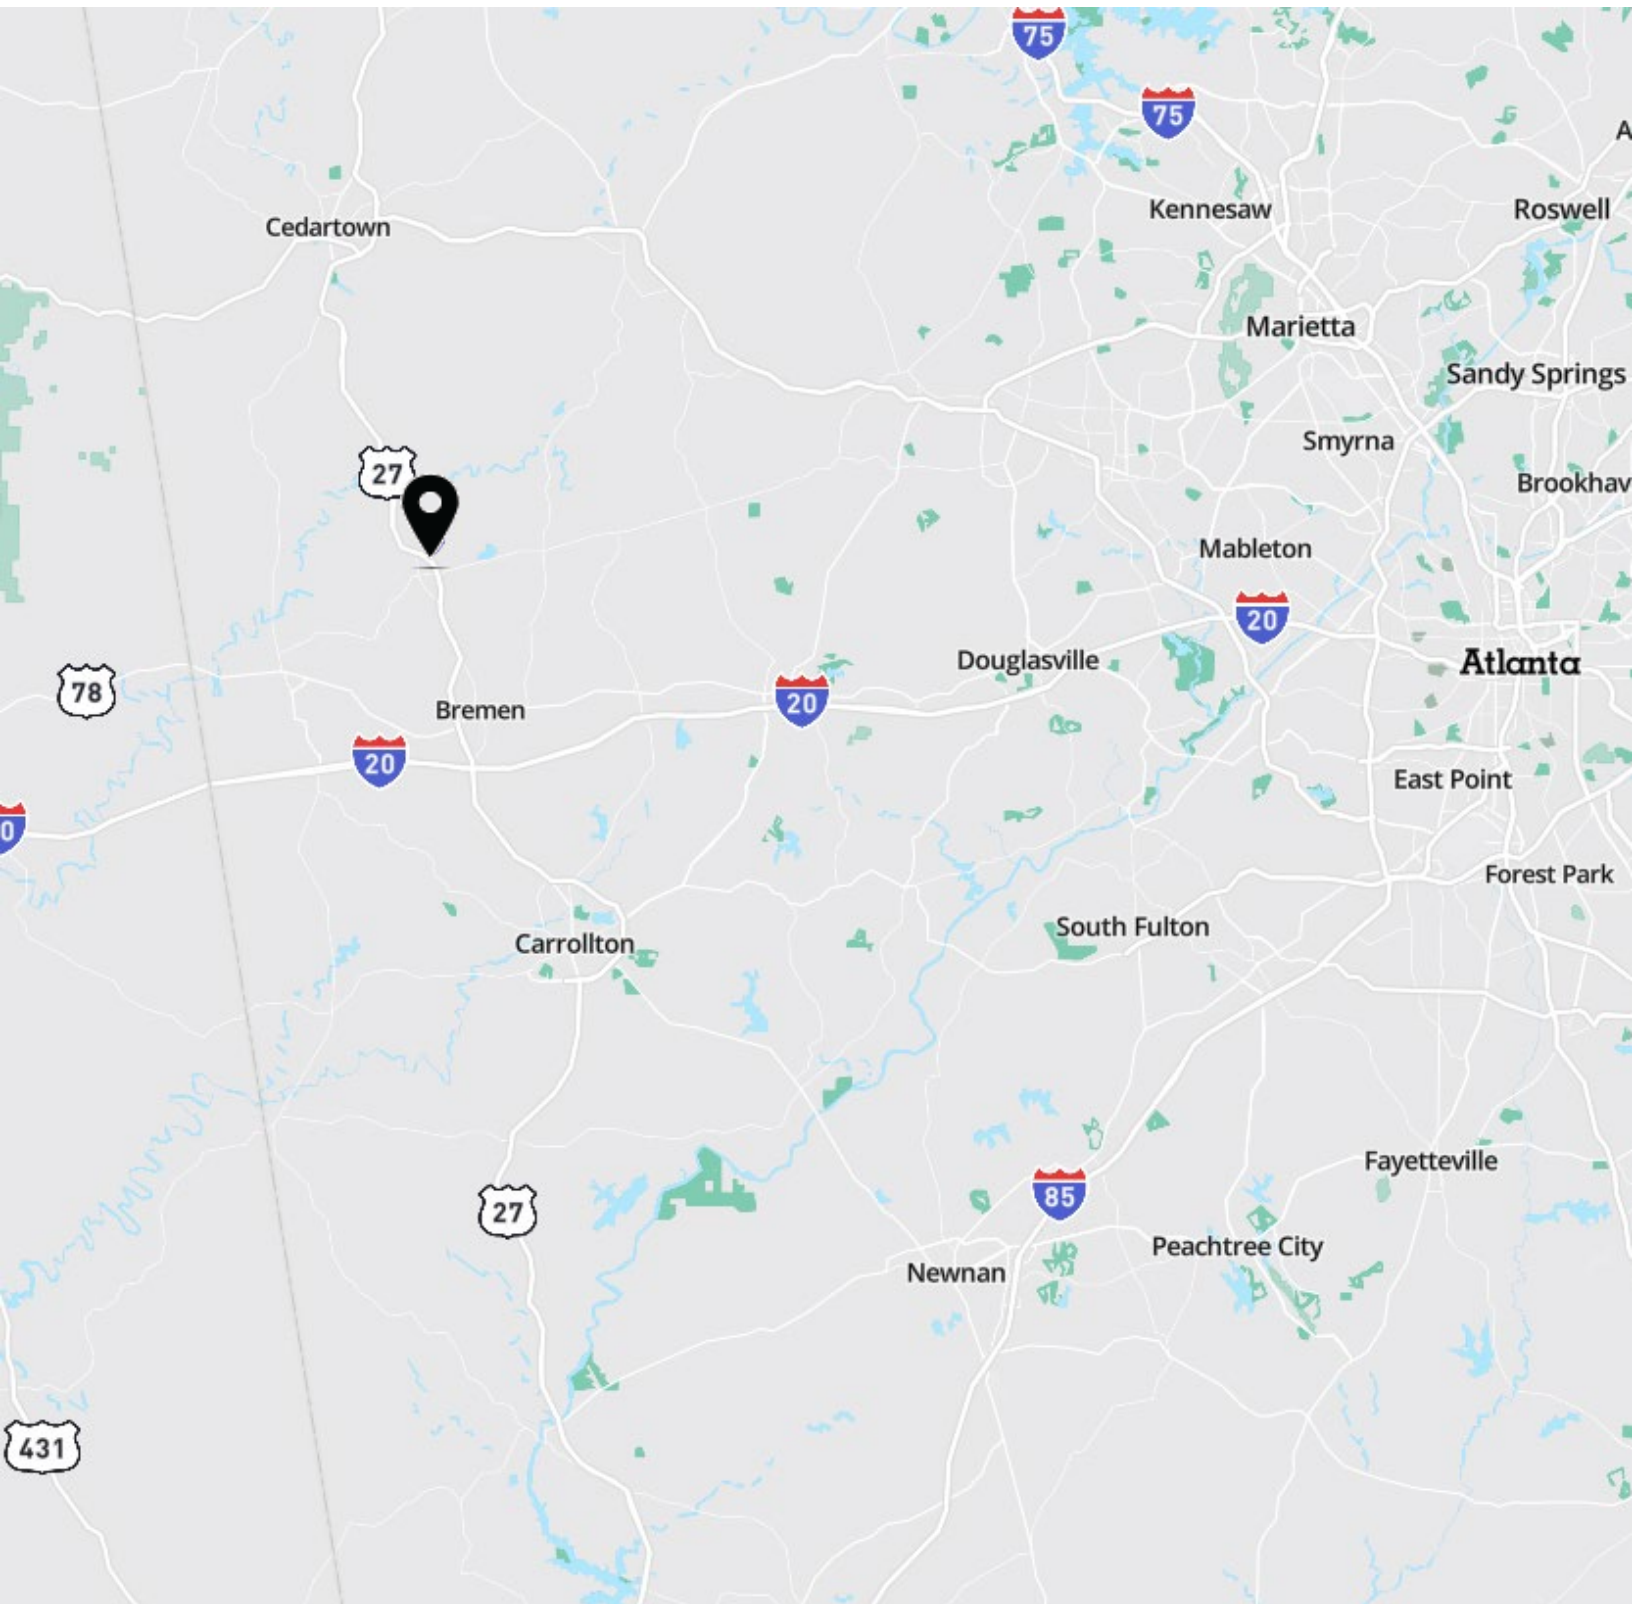 75
75
A
Kennesaw
Roswell
Cedartown
Marietta
Sandy Springs
Smyrna
27
Brookhav
Mableton
20
Douglasville
Atlanta
78
20
Bremen
20
East Point
0
Forest Park
South Fulton
Carrollton
Fayetteville
85
27
Peachtree City
Newnan
431